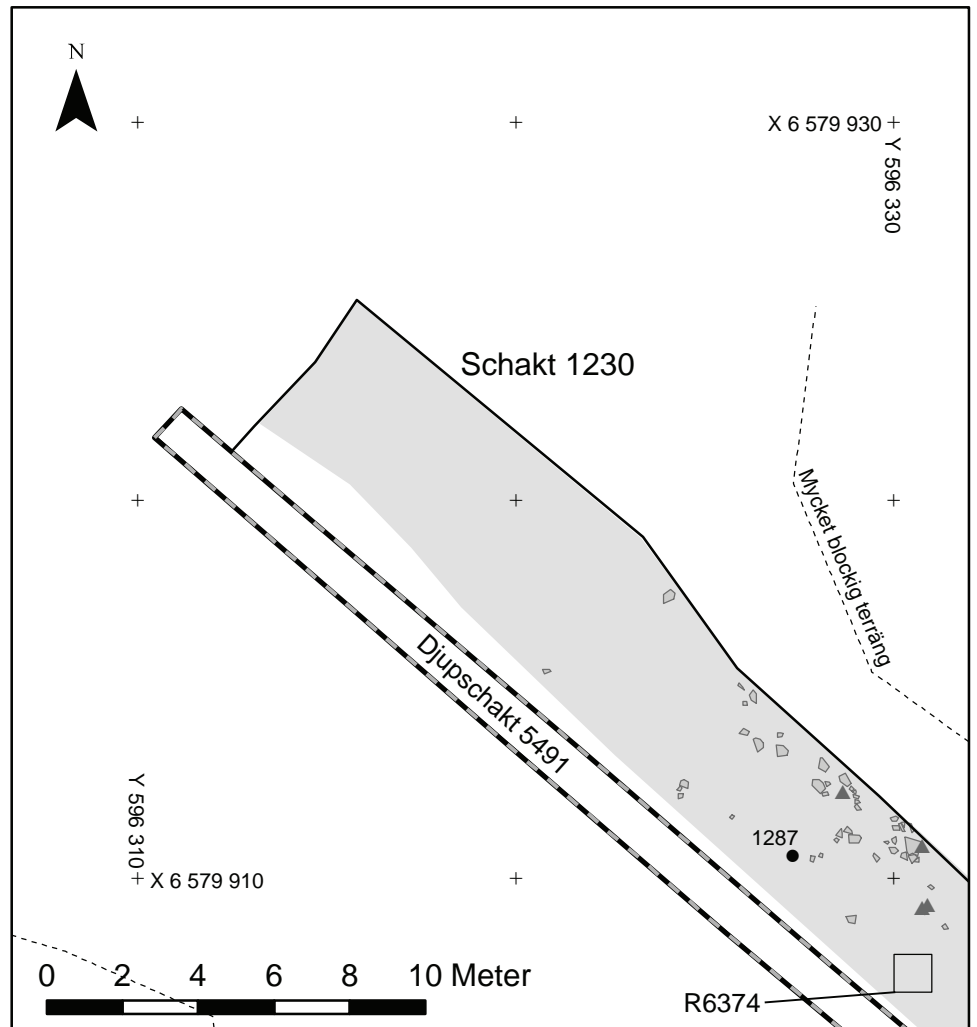 N
X 6 579 930
Y 596 330
Schakt 1230
Mycket blockig terräng
Djupschakt 5491
Y 596 310
1287
X 6 579 910
0 2 4 6 8 10 Meter
R6374